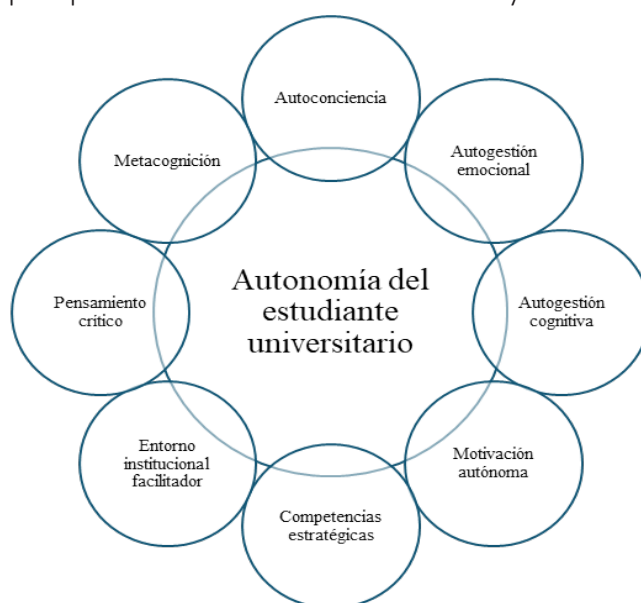 Autoconciencia
Autogestión
emocional
Autogestión
cognitiva
Motivación
autónoma
Competencias
estratégicas
Entorno
institucional
facilitador
Pensamiento
crítico
Metacognición
Autonomía del
estudiante
universitario